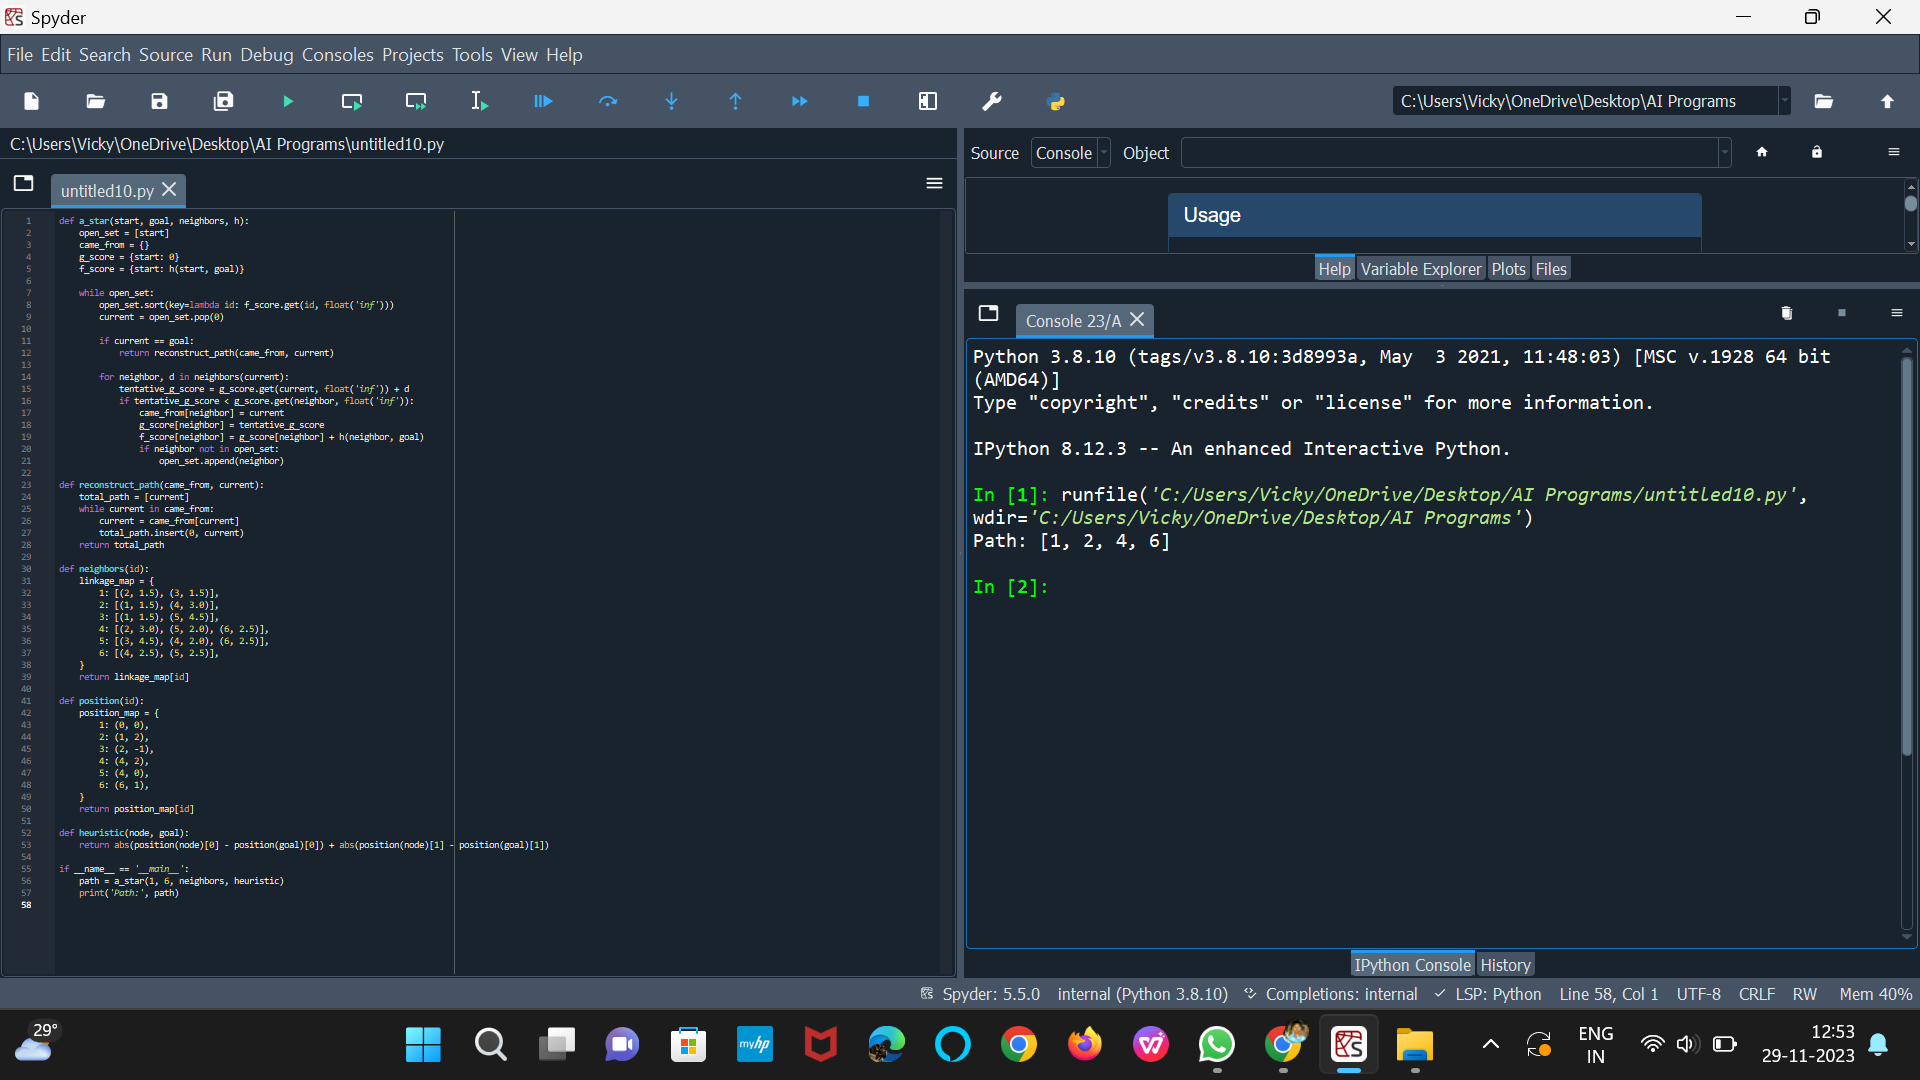 Spyder
File Edit Search Source Run Debug Consoles Projects Tools View Help
C:\Users\Vicky\OneDrive\Desktop\AI Programs
C:\Users\Vicky\OneDrive\Desktop\AI Programs\untitled10.py
untitled10.py
1 def a_star(start, goal, neighbors, h):
2     open_set = [start]
3     came_from = {}
4     g_score = {start: 0}
5     f_score = {start: h(start, goal)}
6
7     while open_set:
8         open_set.sort(key=lambda id: f_score.get(id, float('inf')))
9         current = open_set.pop(0)
10
11         if current == goal:
12             return reconstruct_path(came_from, current)
13
14         for neighbor, d in neighbors(current):
15             tentative_g_score = g_score.get(current, float('inf')) + d
16             if tentative_g_score < g_score.get(neighbor, float('inf')):
17                 came_from[neighbor] = current
18                 g_score[neighbor] = tentative_g_score
19                 f_score[neighbor] = g_score[neighbor] + h(neighbor, goal)
20                 if neighbor not in open_set:
21                     open_set.append(neighbor)
22
23 def reconstruct_path(came_from, current):
24     total_path = [current]
25     while current in came_from:
26         current = came_from[current]
27         total_path.insert(0, current)
28     return total_path
29
30 def neighbors(id):
31     linkage_map = {
32         1: [(2, 1.5), (3, 1.5)],
33         2: [(1, 1.5), (4, 3.0)],
34         3: [(1, 1.5), (5, 4.5)],
35         4: [(2, 3.0), (5, 2.0), (6, 2.5)],
36         5: [(3, 4.5), (4, 2.0), (6, 2.5)],
37         6: [(4, 2.5), (5, 2.5)],
38     }
39     return linkage_map[id]
40
41 def position(id):
42     position_map = {
43         1: (0, 0),
44         2: (1, 2),
45         3: (2, -1),
46         4: (4, 2),
47         5: (4, 0),
48         6: (6, 1),
49     }
50     return position_map[id]
51
52 def heuristic(node, goal):
53     return abs(position(node)[0] - position(goal)[0]) + abs(position(node)[1] - position(goal)[1])
54
55 if __name__ == '__main__':
56     path = a_star(1, 6, neighbors, heuristic)
57     print('Path:', path)
58
Source Console Object
Usage
Help Variable Explorer Plots Files
Console 23/A
Python 3.8.10 (tags/v3.8.10:3d8993a, May  3 2021, 11:48:03) [MSC v.1928 64 bit
(AMD64)]
Type "copyright", "credits" or "license" for more information.
IPython 8.12.3 -- An enhanced Interactive Python.
In [1]: runfile('C:/Users/Vicky/OneDrive/Desktop/AI Programs/untitled10.py',
wdir='C:/Users/Vicky/OneDrive/Desktop/AI Programs')
Path: [1, 2, 4, 6]
In [2]:
IPython Console History
Spyder: 5.5.0 internal (Python 3.8.10) Completions: internal LSP: Python Line 58, Col 1 UTF-8 CRLF RW Mem 40%
29°
myhp
ENG
IN
12:53
29-11-2023